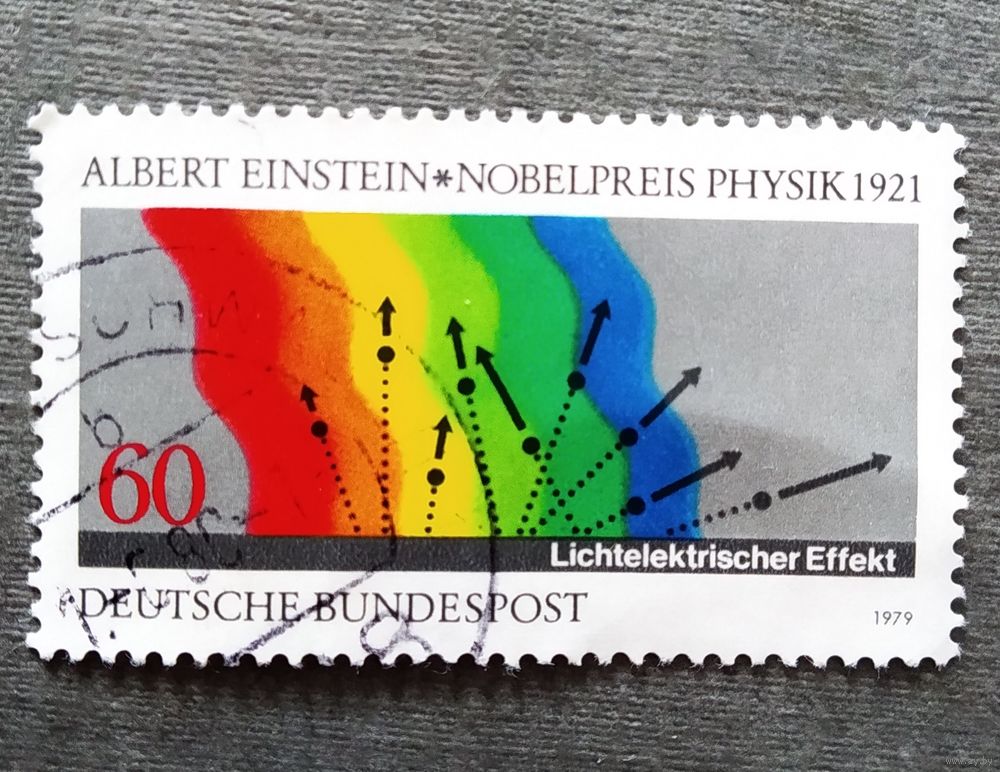 ALBERT EINSTEIN*NOBELPREIS PHYSIK 1921
60
Lichtelektrischer Effekt
DEUTSCHE BUNDESPOST
1979